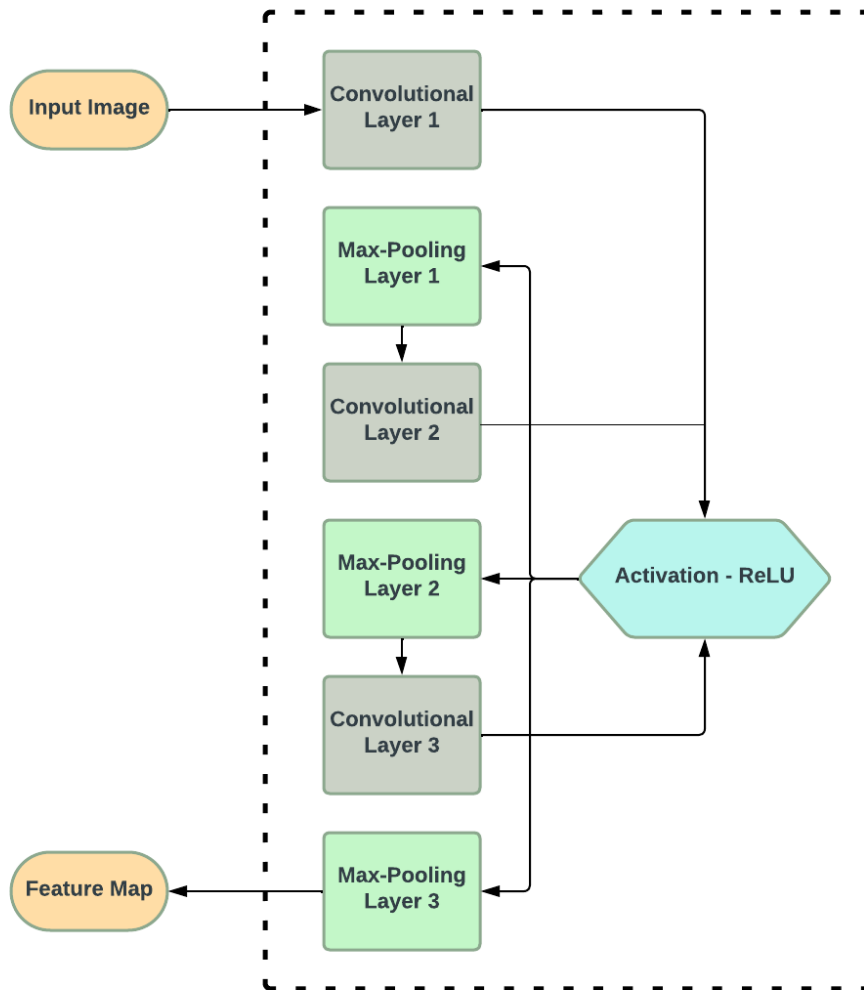 Input Image
Convolutional
Layer 1
Max-Pooling
Layer 1
Convolutional
Layer 2
Max-Pooling
Layer 2
Activation - ReLU
Convolutional
Layer 3
Max-Pooling
Layer 3
Feature Map